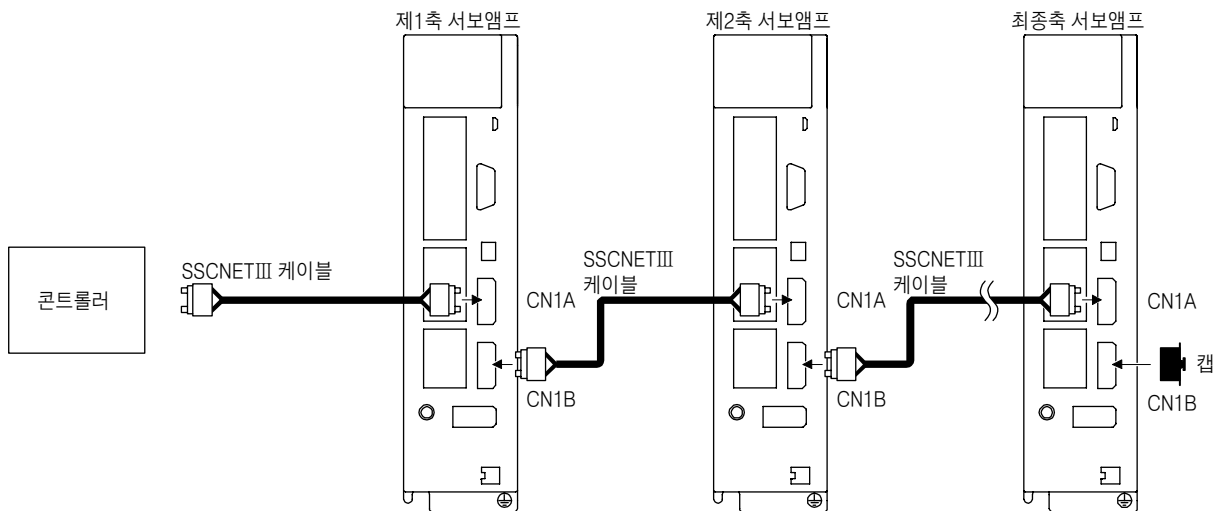 제1축 서보앰프
제2축 서보앰프
최종축 서보앰프
콘트롤러
SSCNETⅢ 케이블
CN1A
CN1B
SSCNETⅢ
케이블
CN1A
CN1B
SSCNETⅢ
케이블
CN1A
캡
CN1B